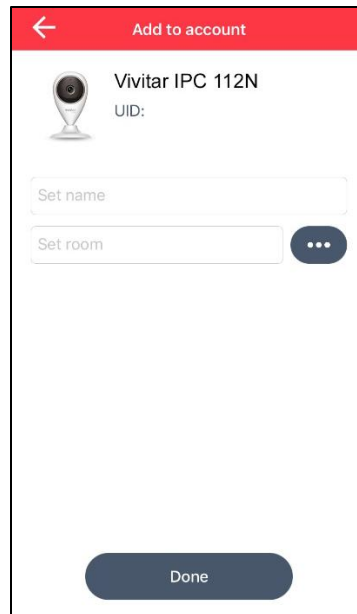 Add to account
Vivitar IPC 112N
UID:
Set name
Set room
Done